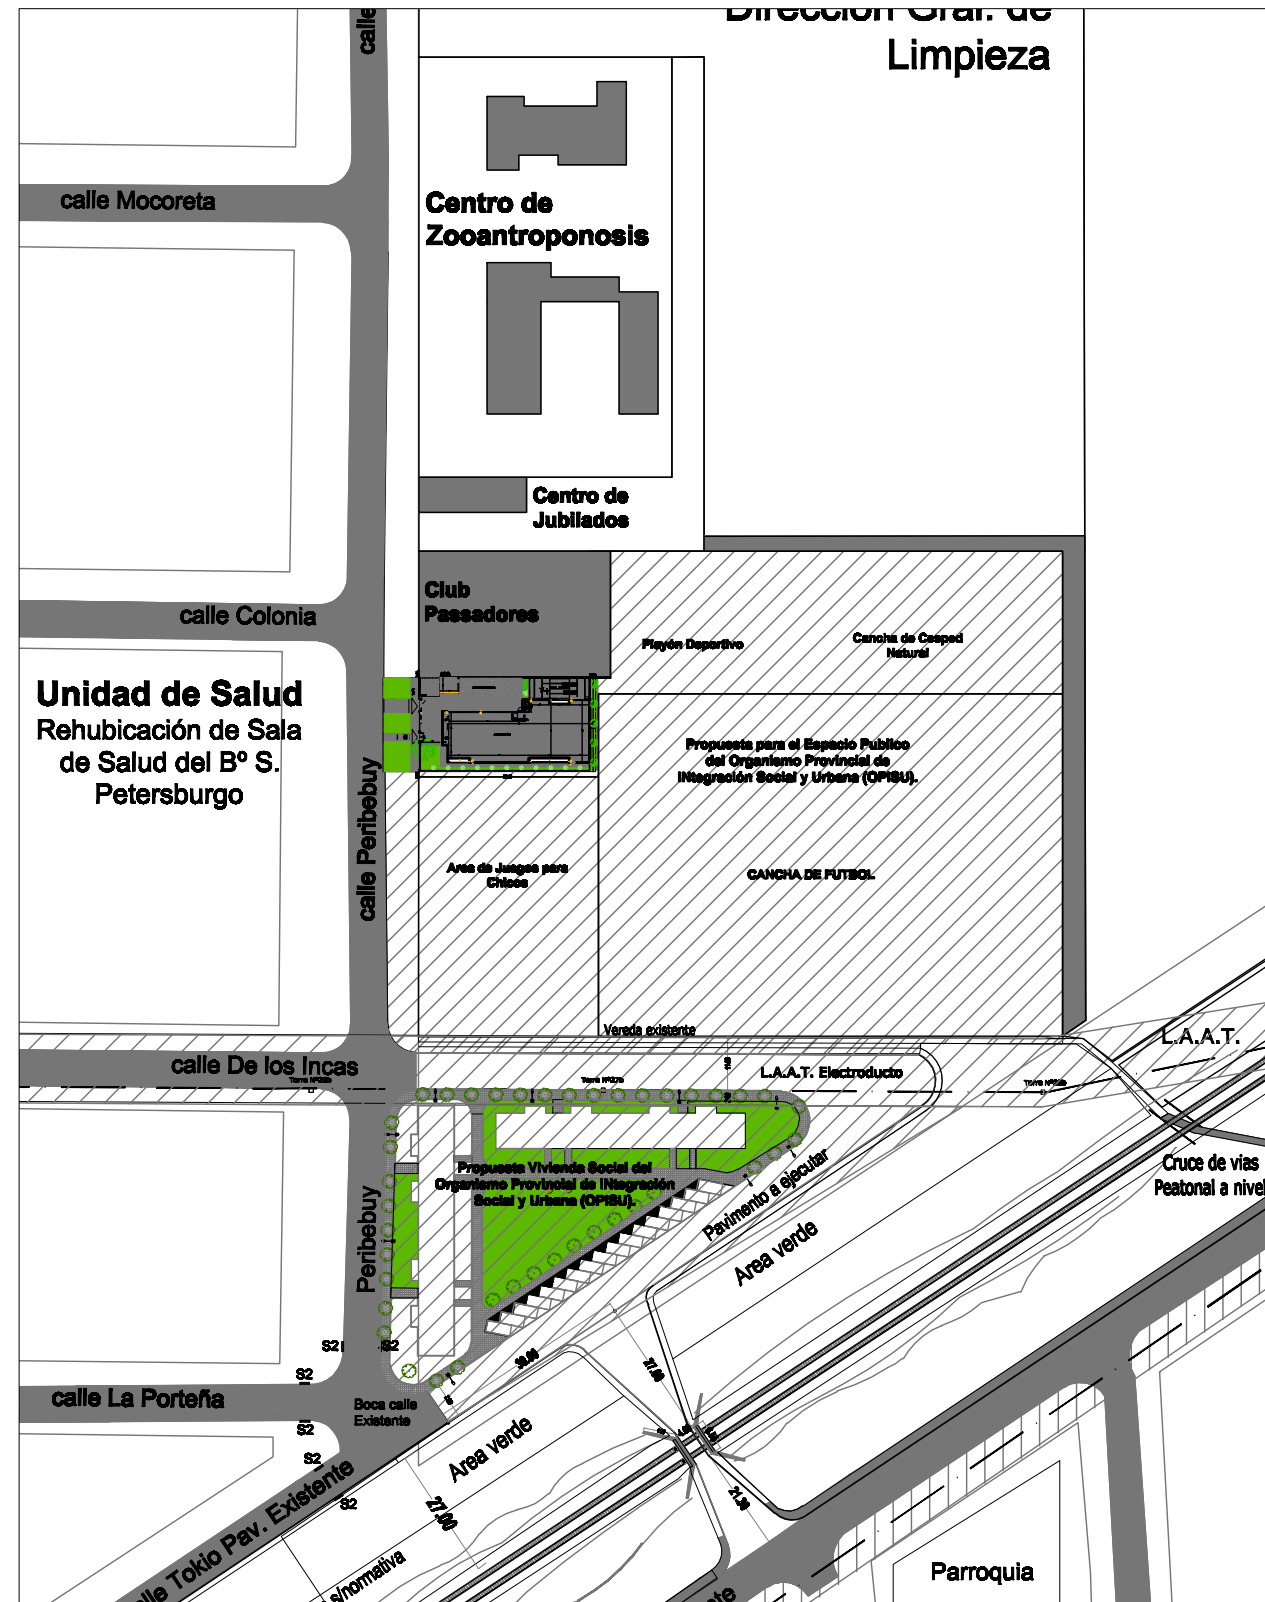 Dirección Gral. de
Limpieza
calle
calle Mocoreta
Centro de
Zooantroponosis
Centro de
Jubilados
Club
Passadores
calle Colonia
Playón Deportivo
Cancha de Cesped
Natural
Unidad de Salud
Rehubicación de Sala
de Salud del Bº S.
Petersburgo
Propuesta para el Espacio Publico
del Organismo Provincial de
INtegración Social y Urbana (OPISU).
calle Peribebuy
Area de Juegos para
Chicos
CANCHA DE FUTBOL
Vereda existente
L.A.A.T.
calle De los Incas
L.A.A.T. Electroducto
Propuesta Vivienda Social del
Organismo Provincial de INtegración
Social y Urbana (OPISU).
Pavimento a ejecutar
Cruce de vias
Peatonal a nivel
Peribebuy
Area verde
S2
S2
S2
27.00
calle La Porteña
Boca calle
Existente
S2
S2
Area verde
S2
27.00
21.30
calle Tokio Pav. Existente
s/normativa
Parroquia